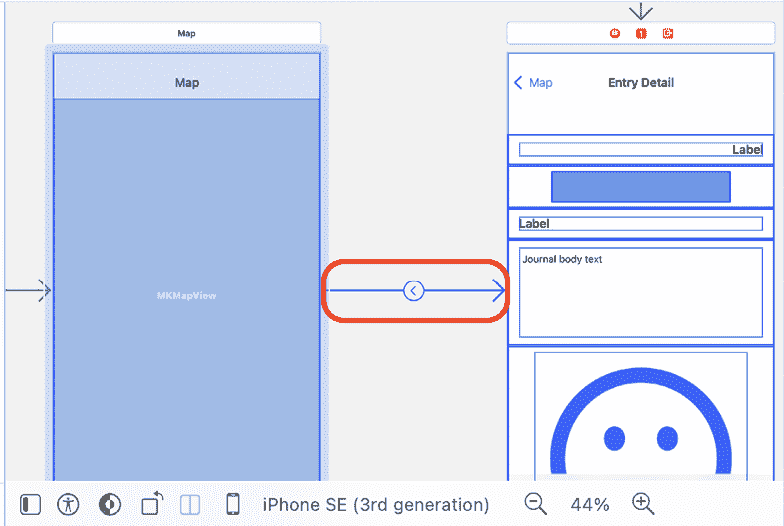 Map
Map
MKMapView
Map
Entry Detail
Label
Label
Journal body text
iPhone SE (3rd generation)
44%